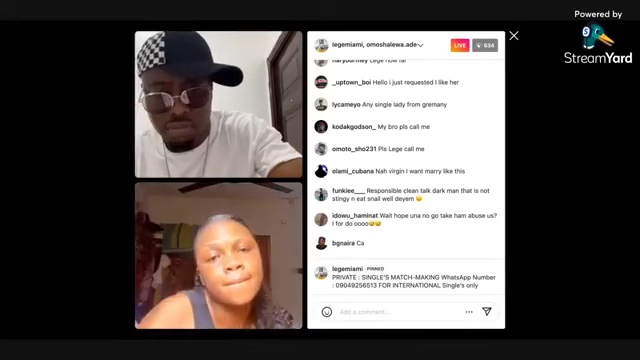 Powered by
StreamYard
legemiami, omoshalewa.ade
LIVE
634
_uptown_boi Hello i just requested I like her
lycameyo Any single lady from gremany
kodakgodson_ My bro pls call me
omoto_sho231 Pls Lege call me
olami_cubana Nah virgin I want marry like this
funkiee___ Responsible clean talk dark man that is not
stingy n eat snail well deyem 😏
idowu_haminat Wait hope una no go take ham abuse us?
I for do oooo😂😂
bgnaira Ca
legemiami · PINNED
PRIVATE : SINGLE'S MATCH-MAKING WhatsApp Number
: 09049256513 FOR INTERNATIONAL Single's only
Add a comment...